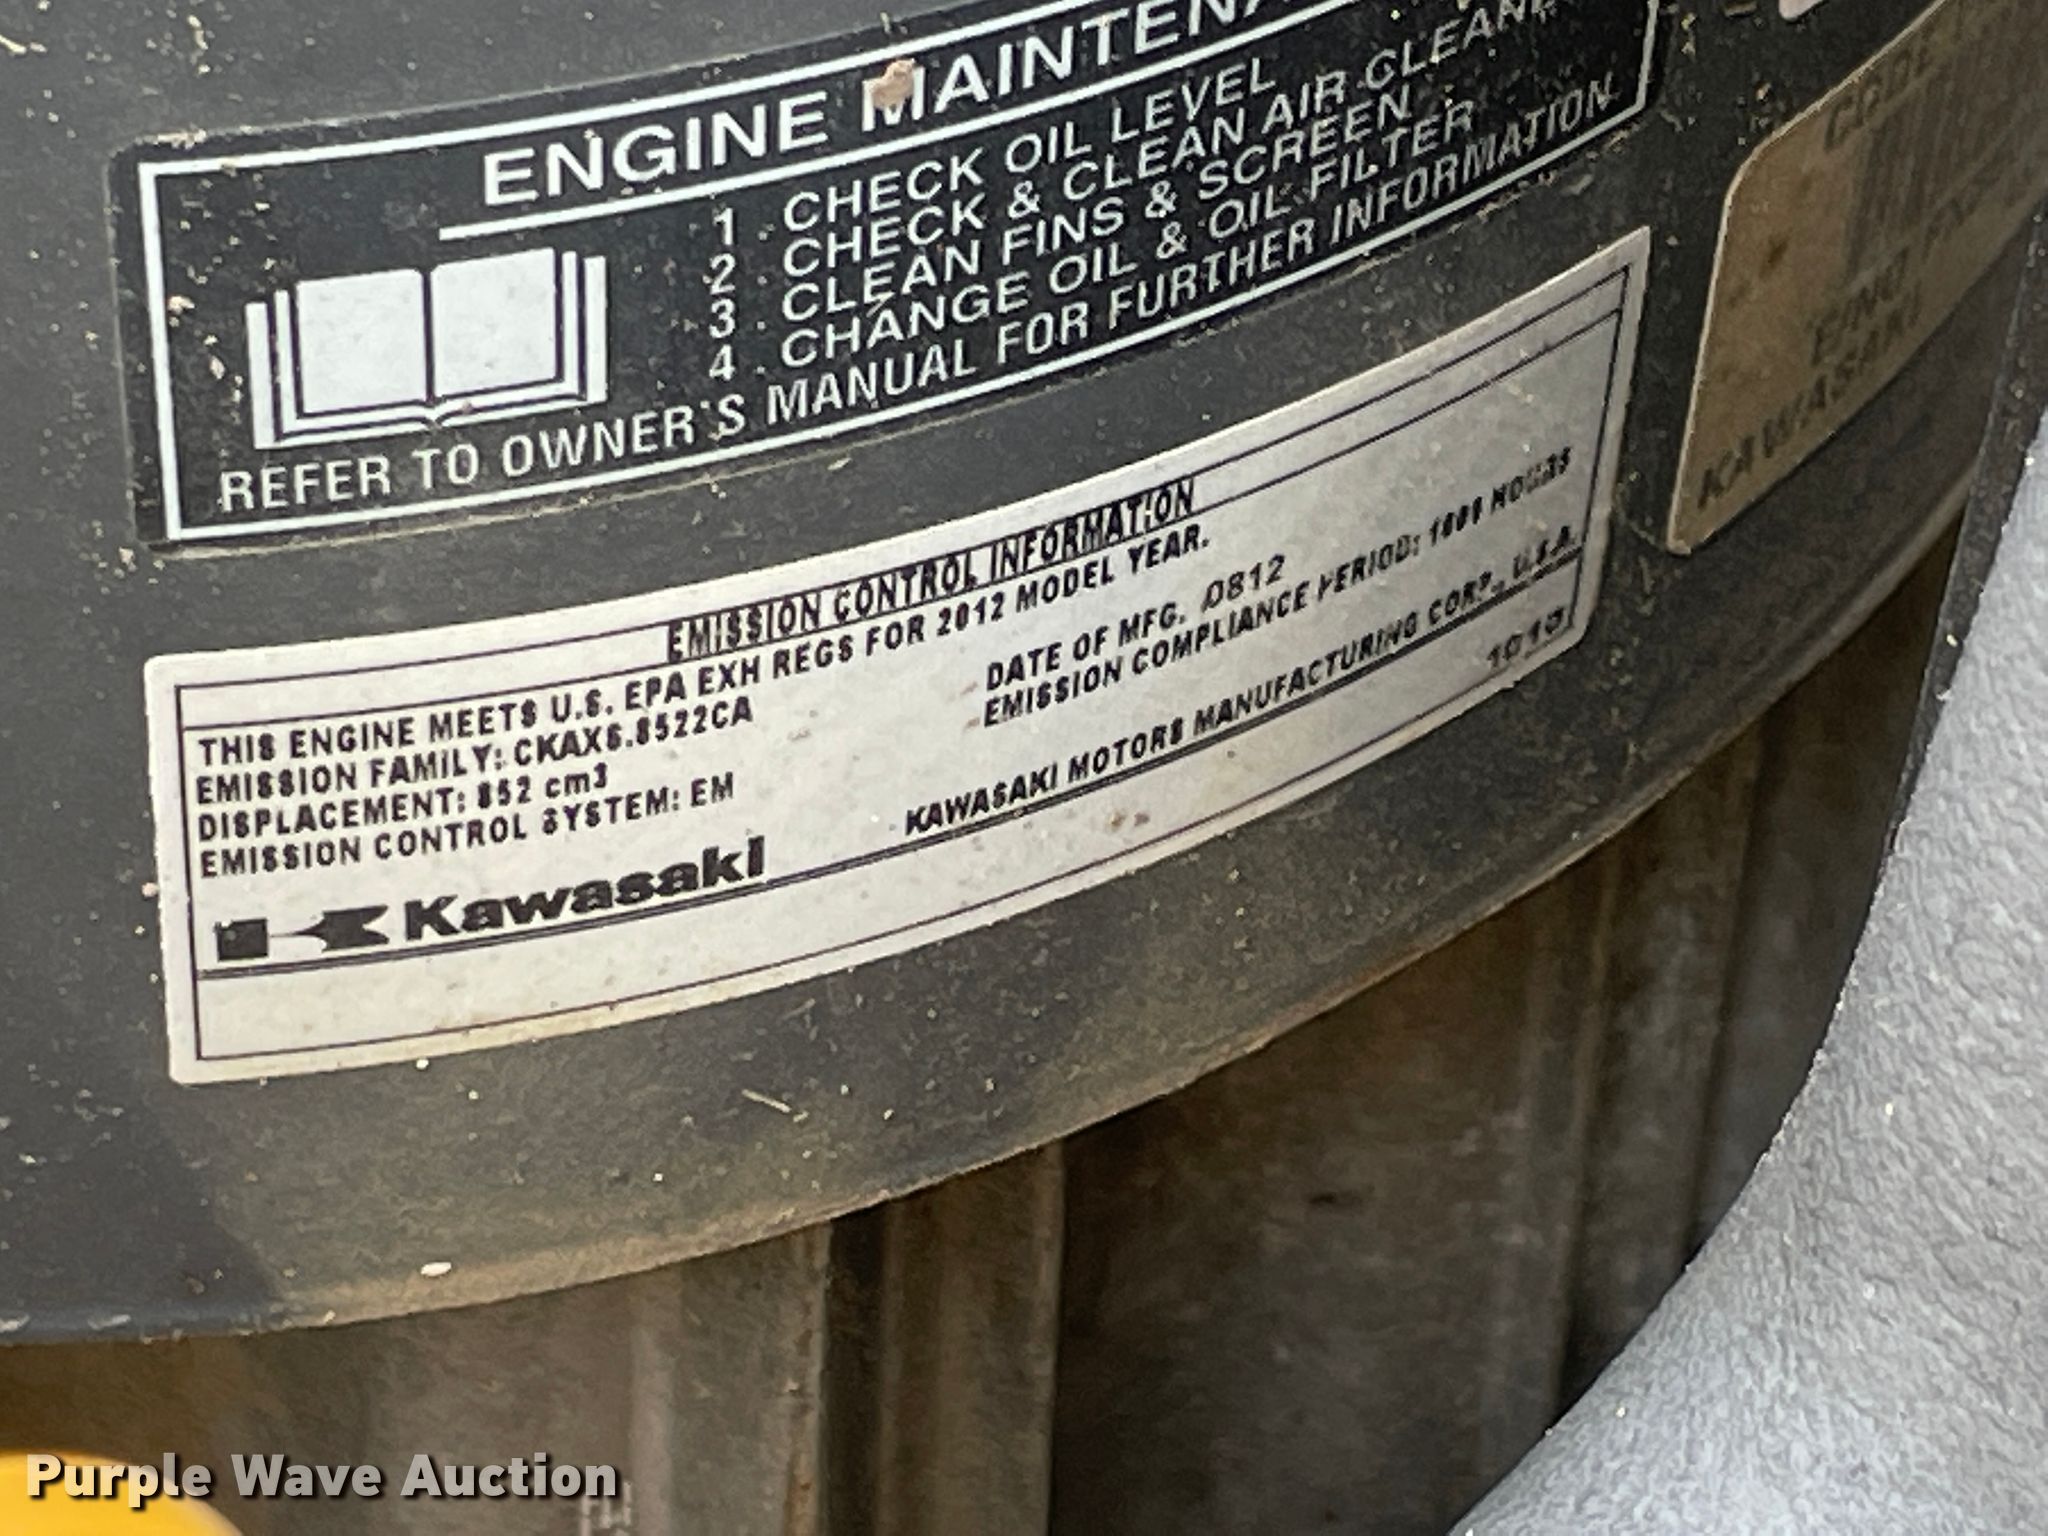 ENGINE
1. CHECK OIL LEVEL
2. CHECK & CLEAN AIR
3. CLEAN FINS & SCREEN
4. CHANGE OIL & OIL FILTER
REFER TO OWNER'S MANUAL FOR FURTHER INFORMATION
EMISSION CONTROL INFORMATION
THIS ENGINE MEETS U.S. EPA EXH REGS FOR 2012 MODEL YEAR.
EMISSION FAMILY: CKAXS.8522CA
DISPLACEMENT: 852 cm3
EMISSION CONTROL SYSTEM: EM
DATE OF MFG. 0812
EMISSION COMPLIANCE PERIOD: 1000 HOURS
Kawasaki
KAWASAKI MOTORS MANUFACTURING CORP., U.S.A.
KAWASAKI
Purple Wave Auction